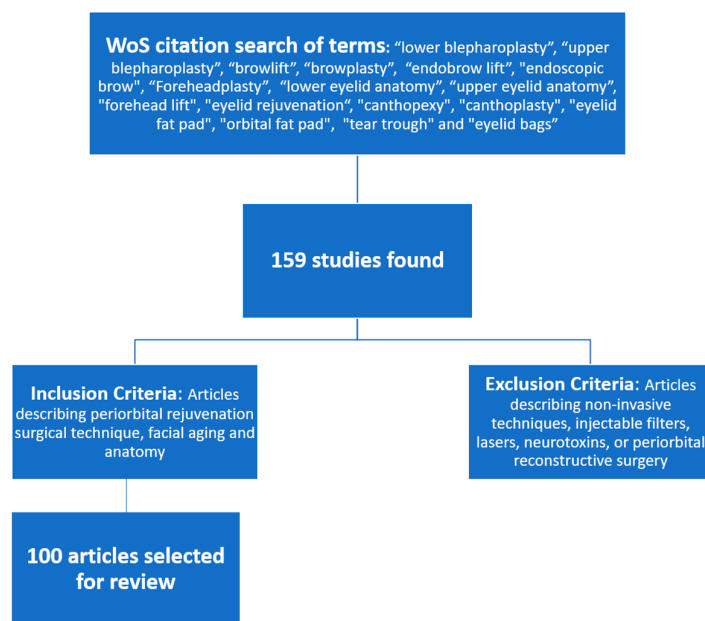 WoS citation search of terms: “lower blepharoplasty”, “upper
blepharoplasty”, “browlift”, “browplasty”, “endobrow lift”, "endoscopic
brow", “Foreheadplasty”, “lower eyelid anatomy”, “upper eyelid anatomy”,
"forehead lift", "eyelid rejuvenation“, "canthopexy", "canthoplasty", "eyelid
fat pad", "orbital fat pad", "tear trough" and "eyelid bags”
159 studies found
Inclusion Criteria: Articles
describing periorbital rejuvenation
surgical technique, facial aging and
anatomy
Exclusion Criteria: Articles
describing non-invasive
techniques, injectable filters,
lasers, neurotoxins, or periorbital
reconstructive surgery
100 articles selected
for review